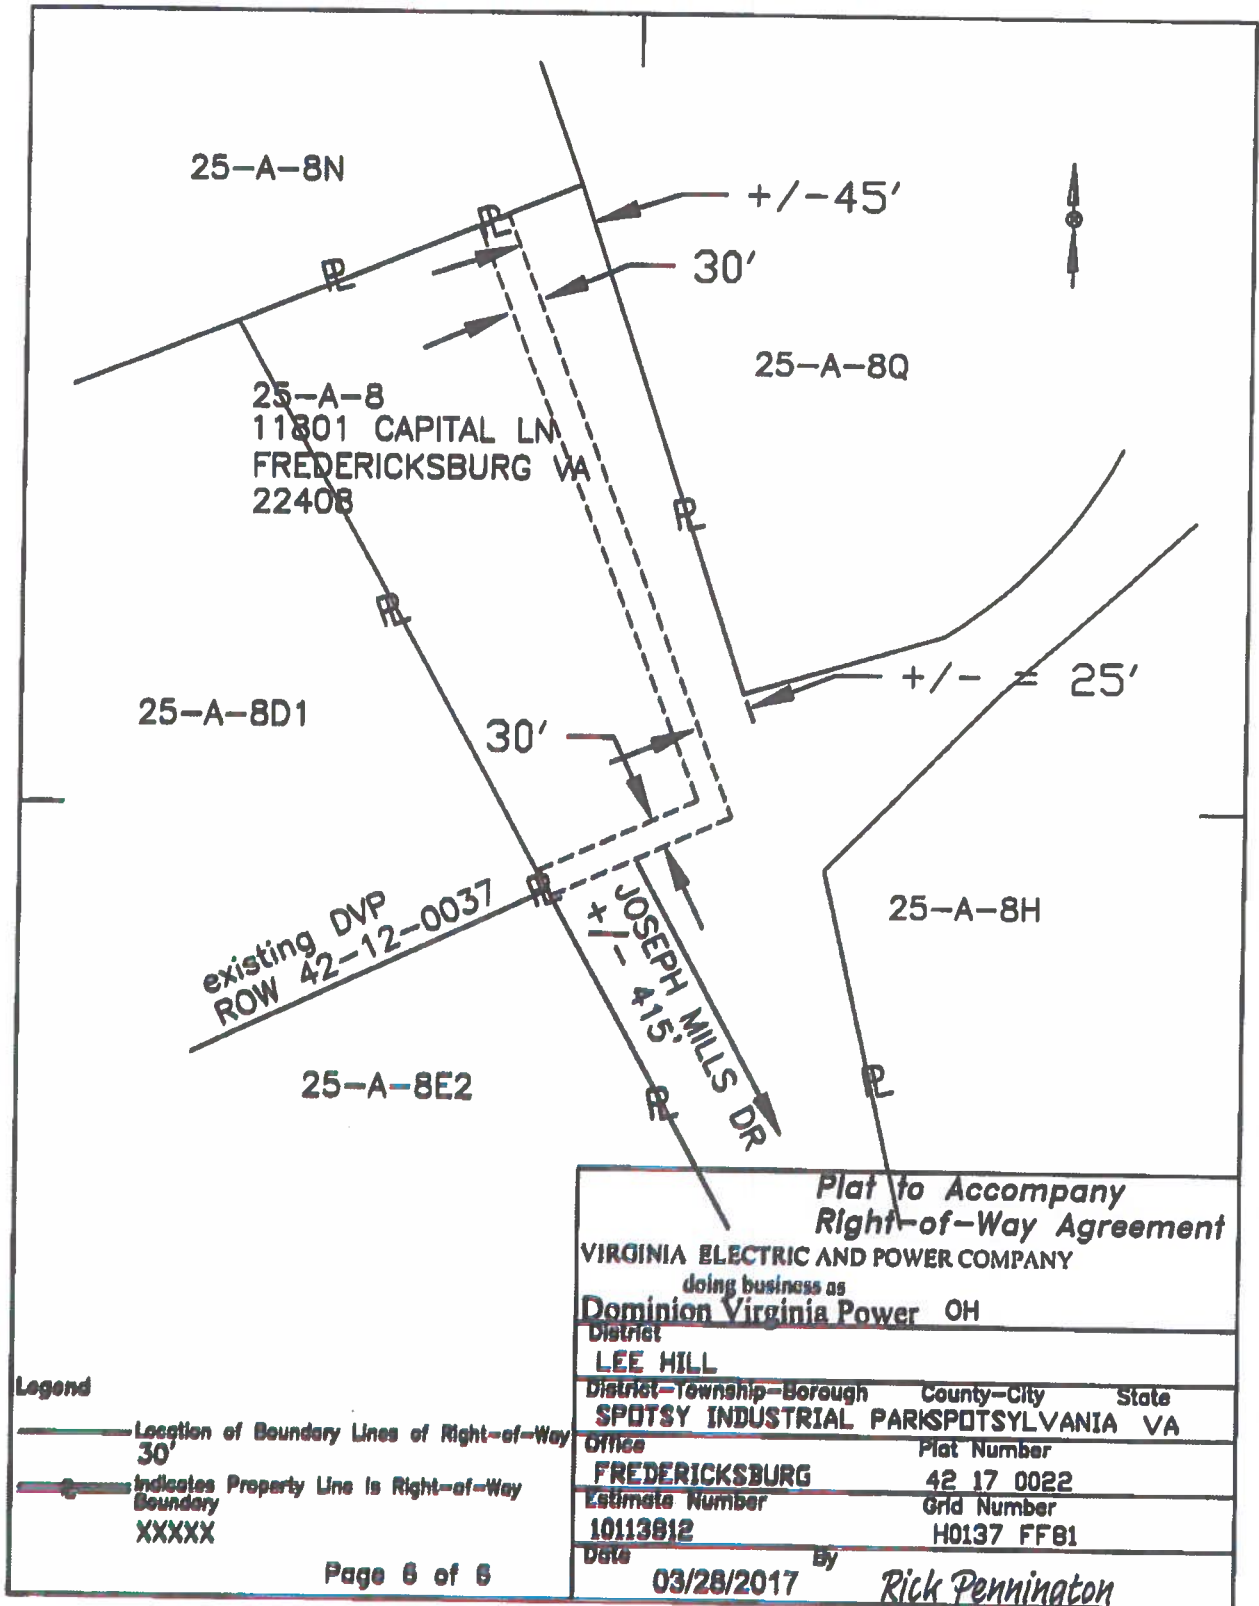 25-A-8N
+/-45'
30'
25-A-8Q
25-A-8
11801 CAPITAL LN
FREDERICKSBURG VA
22408
25-A-8D1
+/- = 25'
30'
existing DVP
ROW 42-12-0037
JOSEPH MILLS DR
+/- 415'
25-A-8H
25-A-8E2
Plat to Accompany
Right-of-Way Agreement
VIRGINIA ELECTRIC AND POWER COMPANY
doing business as
Dominion Virginia Power OH
District
LEE HILL
District-Township-Borough County-City State
SPOTSY INDUSTRIAL PARK SPOTSYLVANIA VA
Office Plat Number
FREDERICKSBURG 42 17 0022
Estimate Number Grid Number
10113812 H0137 FF81
Date By
03/28/2017 Rick Pennington
Legend
Location of Boundary Lines of Right-of-Way
30'
Indicates Property Line is Right-of-Way
Boundary
XXXXX
Page 6 of 6